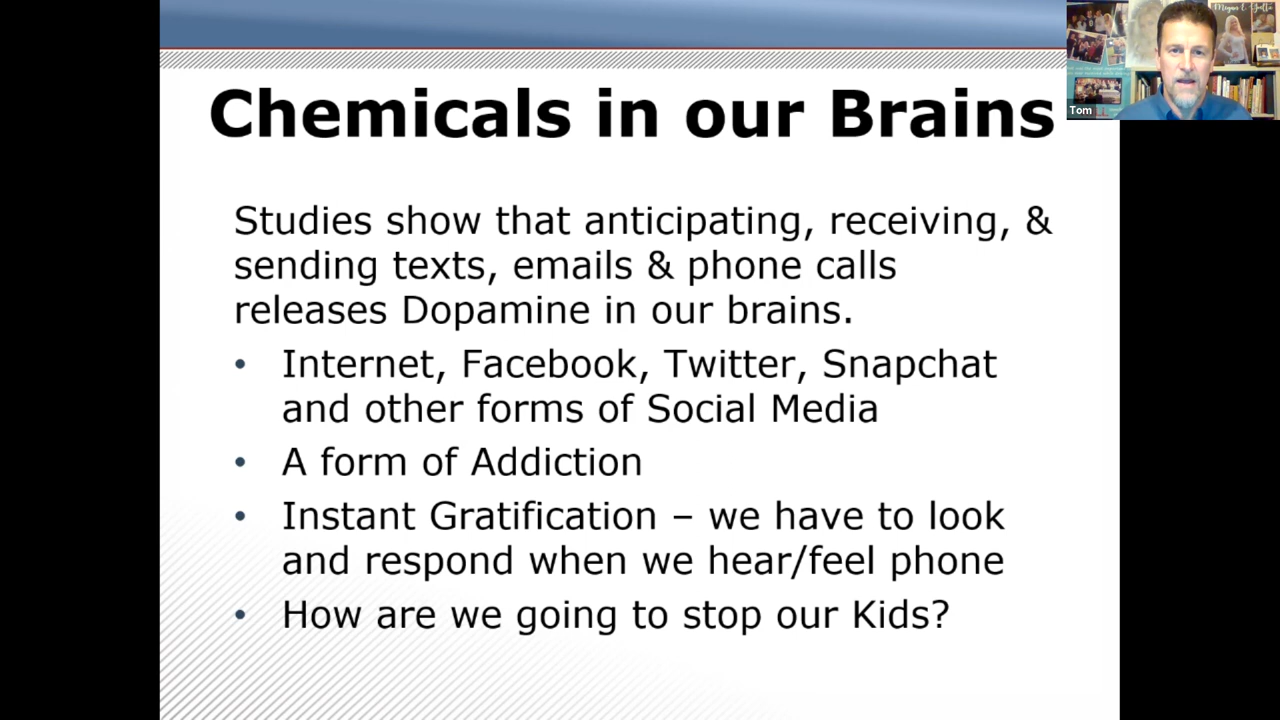 Chemicals in our Brains
Tom
Studies show that anticipating, receiving, &
sending texts, emails & phone calls
releases Dopamine in our brains.
• Internet, Facebook, Twitter, Snapchat
and other forms of Social Media
• A form of Addiction
• Instant Gratification – we have to look
and respond when we hear/feel phone
• How are we going to stop our Kids?